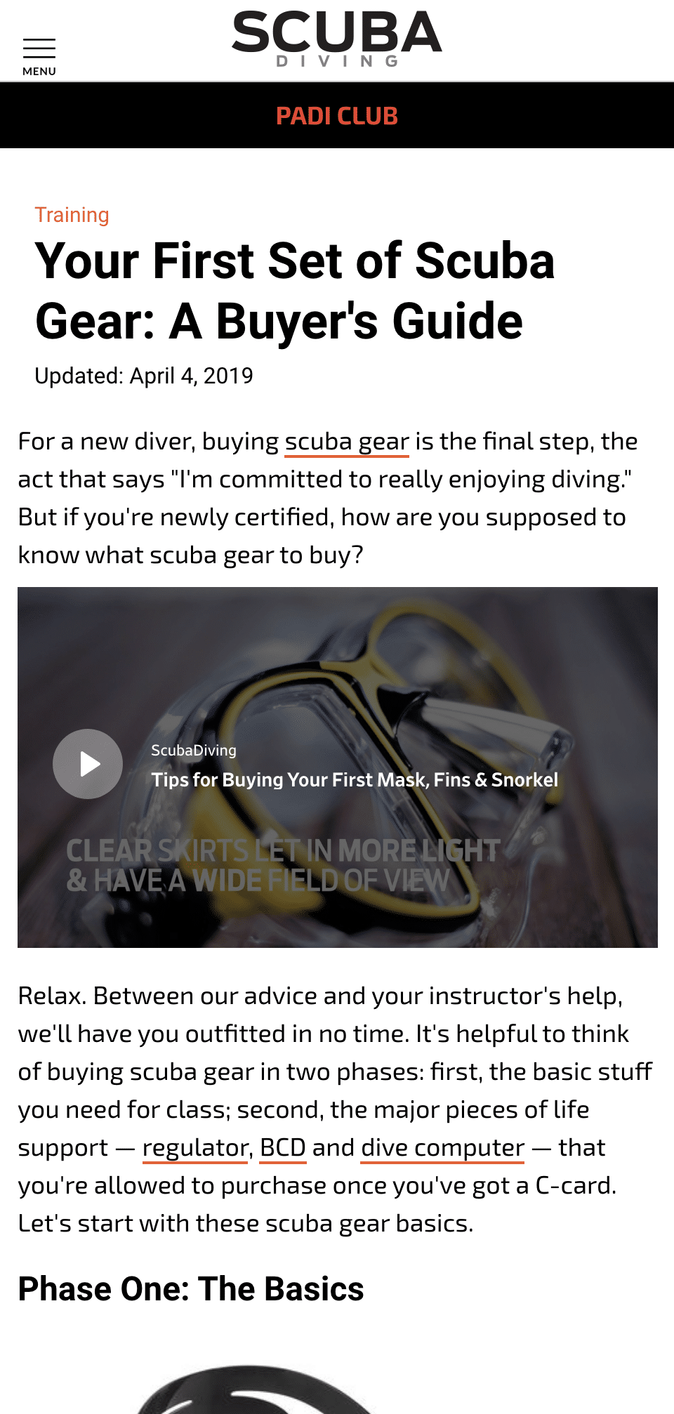 SCUBA
DIVING
MENU
PADI CLUB
Training
Your First Set of Scuba
Gear: A Buyer's Guide
Updated: April 4, 2019
For a new diver, buying scuba gear is the final step, the
act that says "I'm committed to really enjoying diving."
But if you're newly certified, how are you supposed to
know what scuba gear to buy?
ScubaDiving
Tips for Buying Your First Mask, Fins & Snorkel
CLEAR SKIRTS LET IN MORE LIGHT
& HAVE A WIDE FIELD OF VIEW
Relax. Between our advice and your instructor's help,
we'll have you outfitted in no time. It's helpful to think
of buying scuba gear in two phases: first, the basic stuff
you need for class; second, the major pieces of life
support — regulator, BCD and dive computer — that
you're allowed to purchase once you've got a C-card.
Let's start with these scuba gear basics.
Phase One: The Basics